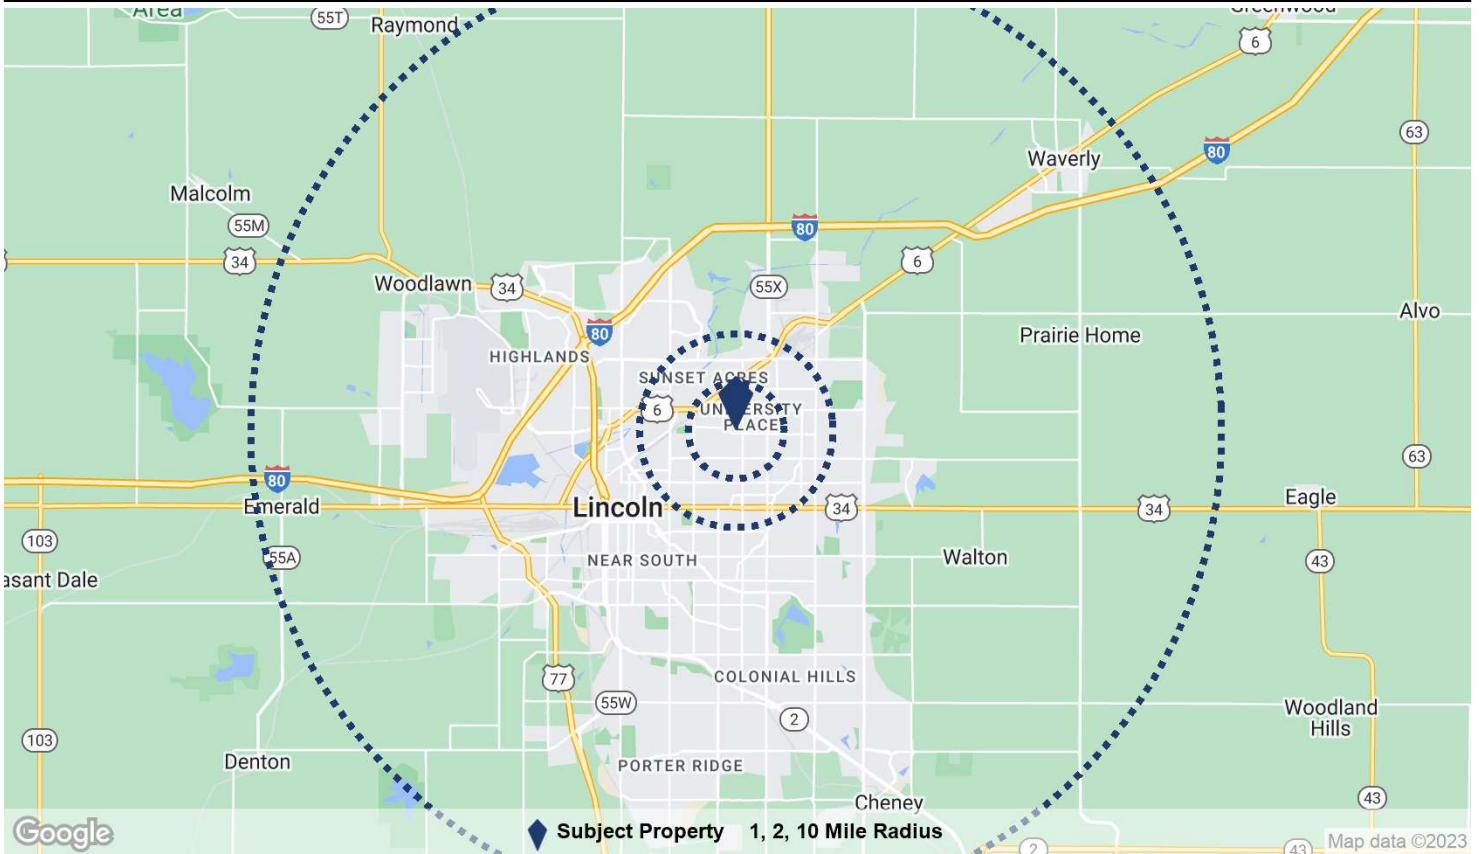 Area
55T
Raymond
Greenwood
6
63
80
Waverly
Malcolm
55M
34
80
6
Woodlawn
34
55X
80
HIGHLANDS
Alvo
Prairie Home
SUNSET ACRES
6
UNIVERSITY
PLACE
63
80
Emerald
Lincoln
34
34
Eagle
103
55A
NEAR SOUTH
Walton
43
asant Dale
77
COLONIAL HILLS
55W
2
Woodland
Hills
103
Denton
PORTER RIDGE
Cheney
43
Google
Subject Property 1, 2, 10 Mile Radius
2
43
Map data ©2023